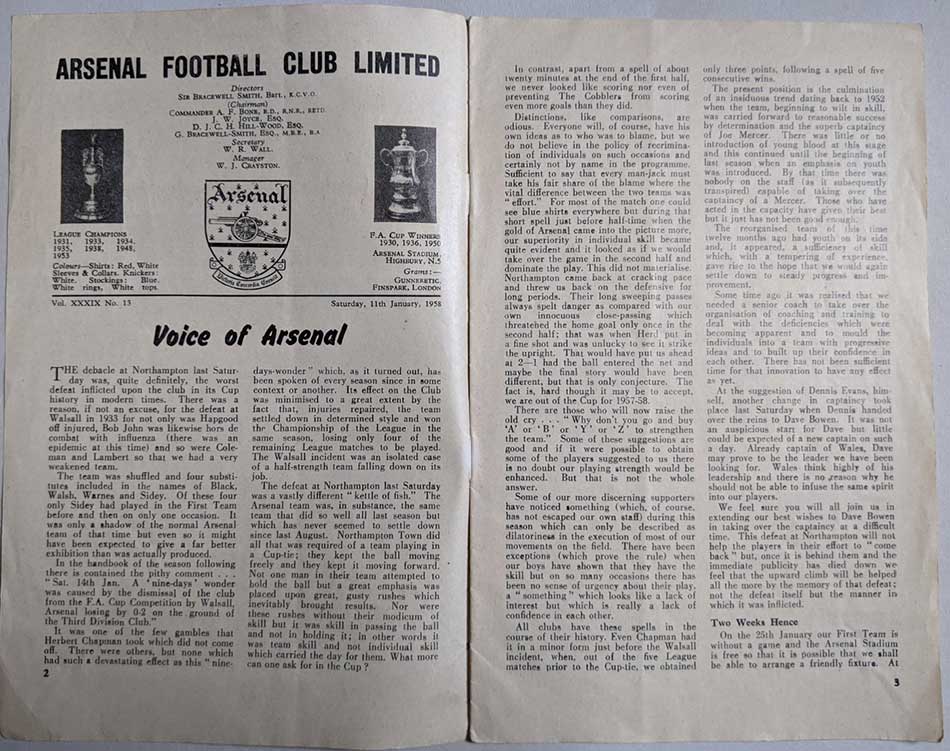 ARSENAL FOOTBALL CLUB LIMITED
Directors
SIR BRACEWELL SMITH, BART., K.C.V.O.
(Chairman)
COMMANDER A. F. BONE, R.D., R.N.R., RETD.
J. W. JOYCE, ESQ.
D. J. C. H. HILL-WOOD, ESQ.
G. BRACEWELL-SMITH, ESQ., M.B.E., B.A.
Secretary
W. R. WALL.
Manager
W. J. CRAYSTON.
Arsenal
Victoria Concordia Crescit
LEAGUE CHAMPIONS
1931, 1933, 1934,
1935, 1938, 1948,
1953
Colours—Shirts: Red, White
Sleeves & Collars. Knickers:
White. Stockings: Blue,
White rings, White tops.
F.A. CUP WINNERS
1930, 1936, 1950
ARSENAL STADIUM,
HIGHBURY, N.5
Grams:—
GUNNERETIC,
FINSPARK, LONDON
Vol. XXXIX No. 13
Saturday, 11th January, 1958
Voice of Arsenal
THE debacle at Northampton last Satur-
day was, quite definitely, the worst
defeat inflicted upon the club in its Cup
history in modern times. There was a
reason, if not an excuse, for the defeat at
Walsall in 1933 for not only was Hapgood
off injured, Bob John was likewise hors de
combat with influenza (there was an
epidemic at this time) and so were Cole-
man and Lambert so that we had a very
weakened team.
The team was shuffled and four substi-
tutes included in the names of Black,
Walsh, Warnes and Sidey. Of these four
only Sidey had played in the First Team
before and then on only one occasion. It
was only a shadow of the normal Arsenal
team of that time but even so it might
have been expected to give a far better
exhibition than was actually produced.
In the handbook of the season following
there is contained the pithy comment . . .
"Sat. 14th Jan. A 'nine-days' wonder
was caused by the dismissal of the club
from the F.A. Cup Competition by Walsall,
Arsenal losing by 0-2 on the ground of
the Third Division Club."
It was one of the few gambles that
Herbert Chapman took which did not come
off. There were others, but none which
had such a devastating effect as this "nine-
2
days-wonder" which, as it turned out, has
been spoken of every season since in some
context or another. Its effect on the Club
was minimised to a great extent by the
fact that, injuries repaired, the team
settled down in determined style and won
the Championship of the League in the
same season, losing only four of the
remaining League matches to be played.
The Walsall incident was an isolated case
of a half-strength team falling down on its
job.
The defeat at Northampton last Saturday
was a vastly different "kettle of fish." The
Arsenal team was, in substance, the same
team that did so well all last season but
which has never seemed to settle down
since last August. Northampton Town did
all that was required of a team playing in
a Cup-tie; they kept the ball moving
freely and they kept it moving forward.
Not one man in their team attempted to
hold the ball but a great emphasis was
placed upon great, gusty rushes which
inevitably brought results. Nor were
these rushes without their modicum of
skill but it was skill in passing the ball
and not in holding it; in other words it
was team skill and not individual skill
which carried the day for them. What more
can one ask for in the Cup?
In contrast, apart from a spell of about
twenty minutes at the end of the first half,
we never looked like scoring nor even of
preventing The Cobblers from scoring
even more goals than they did.
Distinctions, like comparisons, are
odious. Everyone will, of course, have his
own ideas as to who was to blame, but we
do not believe in the policy of recrimina-
tion of individuals on such occasions and
certainly not by name in the programme.
Sufficient to say that every man-jack must
take his fair share of the blame where the
vital difference between the two teams was
"effort." For most of the match one could
see blue shirts everywhere but during that
short spell just before half-time when the
gold of Arsenal came into the picture more,
our superiority in individual skill became
quite evident and it looked as if we would
take over the game in the second half and
dominate the play. This did not materialise.
Northampton came back at cracking pace
and threw us back on the defensive for
long periods. Their long sweeping passes
always spelt danger as compared with our
own innocuous close-passing which
threatened the home goal only once in the
second half; that was when Herd put in
a fine shot and was unlucky to see it strike
the upright. That would have put us ahead
at 2—1 had the ball entered the net and
maybe the final story would have been
different, but that is only conjecture. The
fact is, hard though it may be to accept,
we are out of the Cup for 1957-58.
There are those who will now raise the
old cry . . . "Why don't you go and buy
'A' or 'B' or 'Y' or 'Z' to strengthen
the team." Some of these suggestions are
good and if it were possible to obtain
some of the players suggested to us there
is no doubt our playing strength would be
enhanced. But that is not the whole
answer.
Some of our more discerning supporters
have noticed something (which, of course,
has not escaped our own staff) during this
season which can only be described as
dilatoriness in the execution of most of our
movements on the field. There have been
exceptions (which prove the rule) when
our boys have shown that they have the
skill but on so many occasions there has
been no sense of urgency about their play,
a "something" which looks like a lack of
interest but which is really a lack of
confidence in each other.
All clubs have these spells in the
course of their history. Even Chapman had
it in a minor form just before the Walsall
incident, when, out of the five League
matches prior to the Cup-tie, we obtained
only three points, following a spell of five
consecutive wins.
The present position is the culmination
of an insiduous trend dating back to 1952
when the team, beginning to wilt in skill,
was carried forward to reasonable success
by determination and the superb captaincy
of Joe Mercer. There was little or no
introduction of young blood at this stage
and this continued until the beginning of
last season when an emphasis on youth
was introduced. By that time there was
nobody on the staff (as it subsequently
transpired) capable of taking over the
captaincy of a Mercer. Those who have
acted in the capacity have given their best
but it just has not been good enough.
The reorganised team of this time
twelve months ago had youth on its side
and, it appeared, a sufficiency of skill
which, with a tempering of experience,
gave rise to the hope that we would again
settle down to steady progress and im-
provement.
Some time ago it was realised that we
needed a senior coach to take over the
organisation of coaching and training to
deal with the deficiencies which were
becoming apparent and to mould the
individuals into a team with progressive
ideas and to built up their confidence in
each other. There has not been sufficient
time for that innovation to have any effect
as yet.
At the suggestion of Dennis Evans, him-
self, another change in captaincy took
place last Saturday when Dennis handed
over the reins to Dave Bowen. It was not
an auspicious start for Dave but little
could be expected of a new captain on such
a day. Already captain of Wales, Dave
may prove to be the leader we have been
looking for. Wales think highly of his
leadership and there is no reason why he
should not be able to infuse the same spirit
into our players.
We feel sure you will all join us in
extending our best wishes to Dave Bowen
in taking over the captaincy at a difficult
time. This defeat at Northampton will not
help the players in their effort to "come
back" but, once it is behind them and the
immediate publicity has died down we
feel that the upward climb will be helped
all the more by the memory of that defeat;
not the defeat itself but the manner in
which it was inflicted.
Two Weeks Hence
On the 25th January our First Team is
without a game and the Arsenal Stadium
is free so that it is possible that we shall
be able to arrange a friendly fixture. At
3